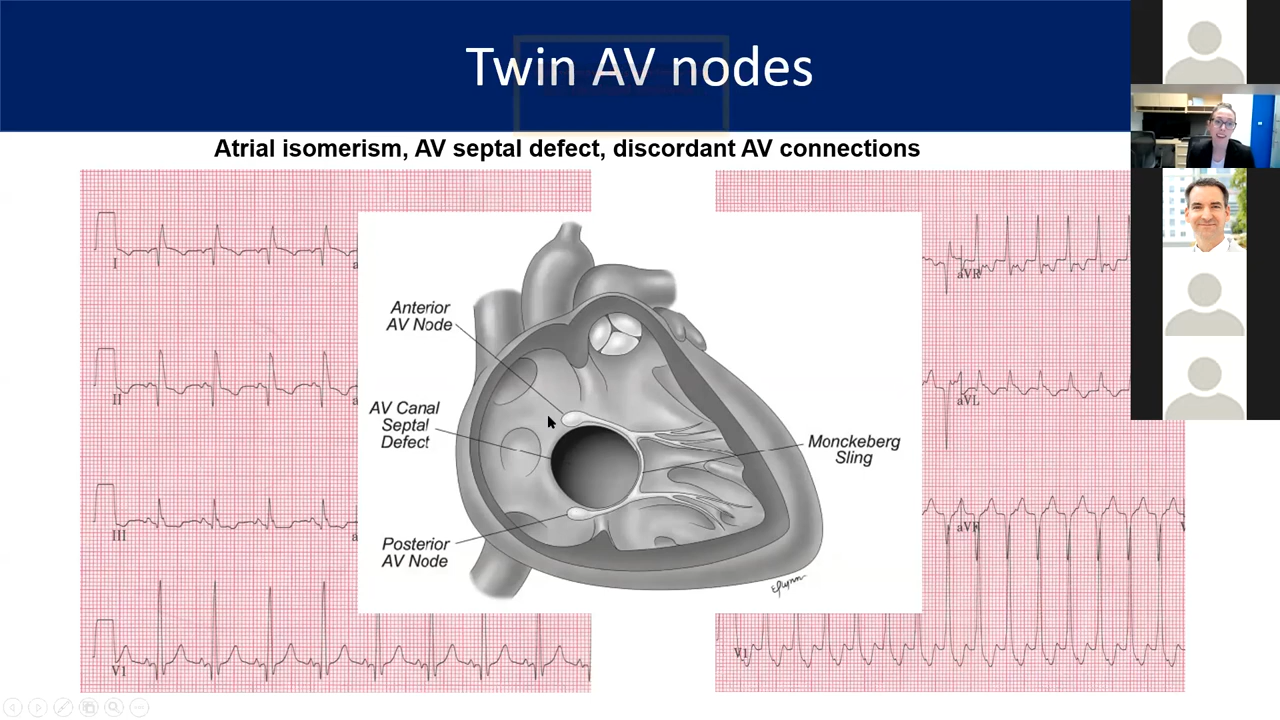 Twin AV nodes
Atrial isomerism, AV septal defect, discordant AV connections
I
II
III
V1
Anterior
AV Node
AV Canal
Septal
Defect
Posterior
AV Node
Monckeberg
Sling
aVR
aVL
aVF
V1